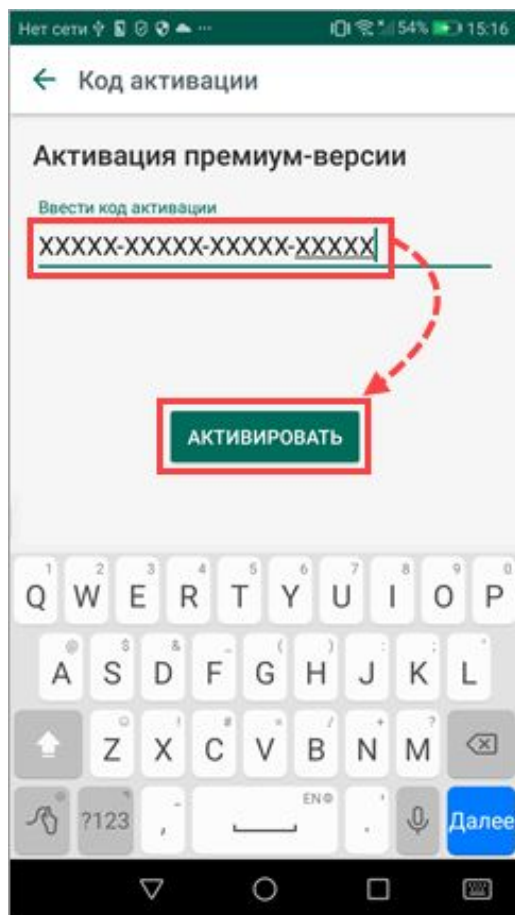 Нет сети ... 54% 15:16
Код активации
Активация премиум-версии
Ввести код активации
XXXXX-XXXXX-XXXXX-XXXXX
АКТИВИРОВАТЬ
1 2 3 4 5 6 7 8 9 0
Q W E R T Y U I O P
@ $ & _ ( ) : ; "
A S D F G H J K L
! # = / + ?
Z X C V B N M
?123 , EN . Далее